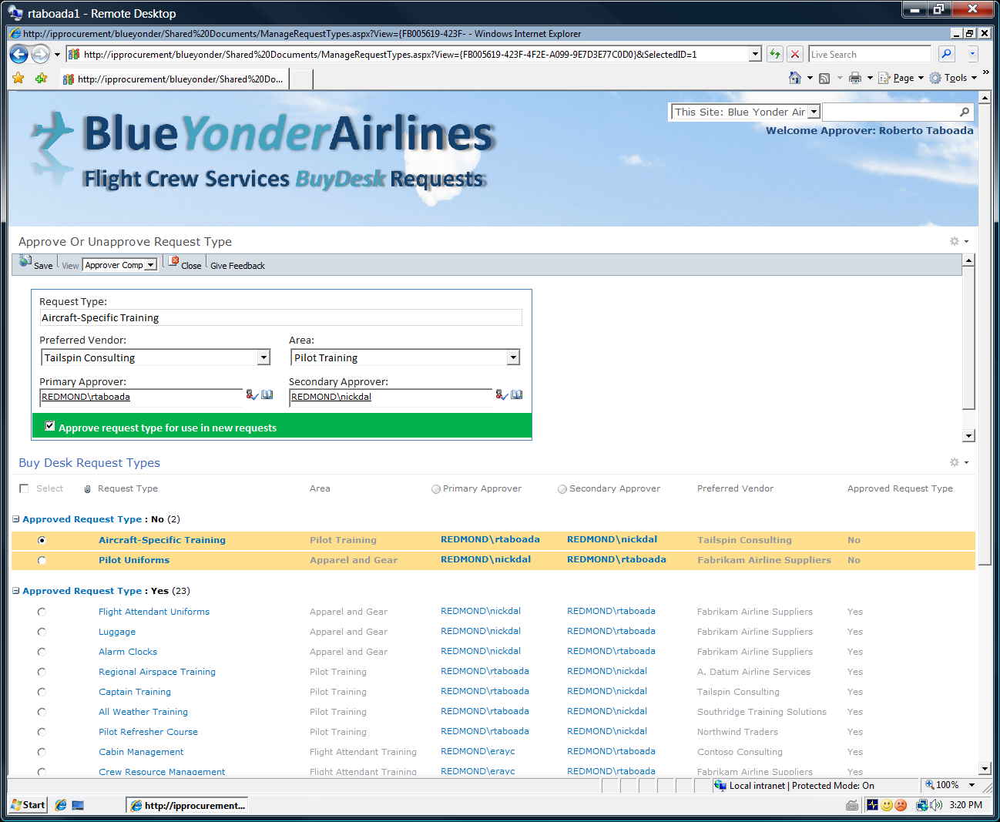 rtaboada1 - Remote Desktop
http://ipprocurement/blueyonder/Shared%20Documents/ManageRequestTypes.aspx?View={FB005619-423F- - Windows Internet Explorer
http://ipprocurement/blueyonder/Shared%20Documents/ManageRequestTypes.aspx?View={FB005619-423F-4F2E-A099-9E7D3E77C0D0}&SelectedID=1
Live Search
http://ipprocurement/blueyonder/Shared%20Do...
Page
Tools
BlueYonderAirlines
Flight Crew Services BuyDesk Requests
This Site: Blue Yonder Air
Welcome Approver: Roberto Taboada
Approve Or Unapprove Request Type
Save View Approver Comp Close Give Feedback
Request Type:
Aircraft-Specific Training
Preferred Vendor: Area:
Tailspin Consulting Pilot Training
Primary Approver: Secondary Approver:
REDMOND\rtaboada REDMOND\nickdal
Approve request type for use in new requests
Buy Desk Request Types
Select Request Type Area Primary Approver Secondary Approver Preferred Vendor Approved Request Type
Approved Request Type : No (2)
Aircraft-Specific Training Pilot Training REDMOND\rtaboada REDMOND\nickdal Tailspin Consulting No
Pilot Uniforms Apparel and Gear REDMOND\nickdal REDMOND\rtaboada Fabrikam Airline Suppliers No
Approved Request Type : Yes (23)
Flight Attendant Uniforms Apparel and Gear REDMOND\nickdal REDMOND\rtaboada Fabrikam Airline Suppliers Yes
Luggage Apparel and Gear REDMOND\nickdal REDMOND\rtaboada Fabrikam Airline Suppliers Yes
Alarm Clocks Apparel and Gear REDMOND\nickdal REDMOND\rtaboada Fabrikam Airline Suppliers Yes
Regional Airspace Training Pilot Training REDMOND\rtaboada REDMOND\nickdal A. Datum Airline Services Yes
Captain Training Pilot Training REDMOND\rtaboada REDMOND\nickdal Tailspin Consulting Yes
All Weather Training Pilot Training REDMOND\rtaboada REDMOND\nickdal Southridge Training Solutions Yes
Pilot Refresher Course Pilot Training REDMOND\rtaboada REDMOND\nickdal Northwind Traders Yes
Cabin Management Flight Attendant Training REDMOND\erayc REDMOND\rtaboada Contoso Consulting Yes
Crew Resource Management Flight Attendant Training REDMOND\erayc REDMOND\rtaboada Fabrikam Airline Suppliers Yes
Local intranet | Protected Mode: On 100%
Start http://ipprocurement... 3:20 PM